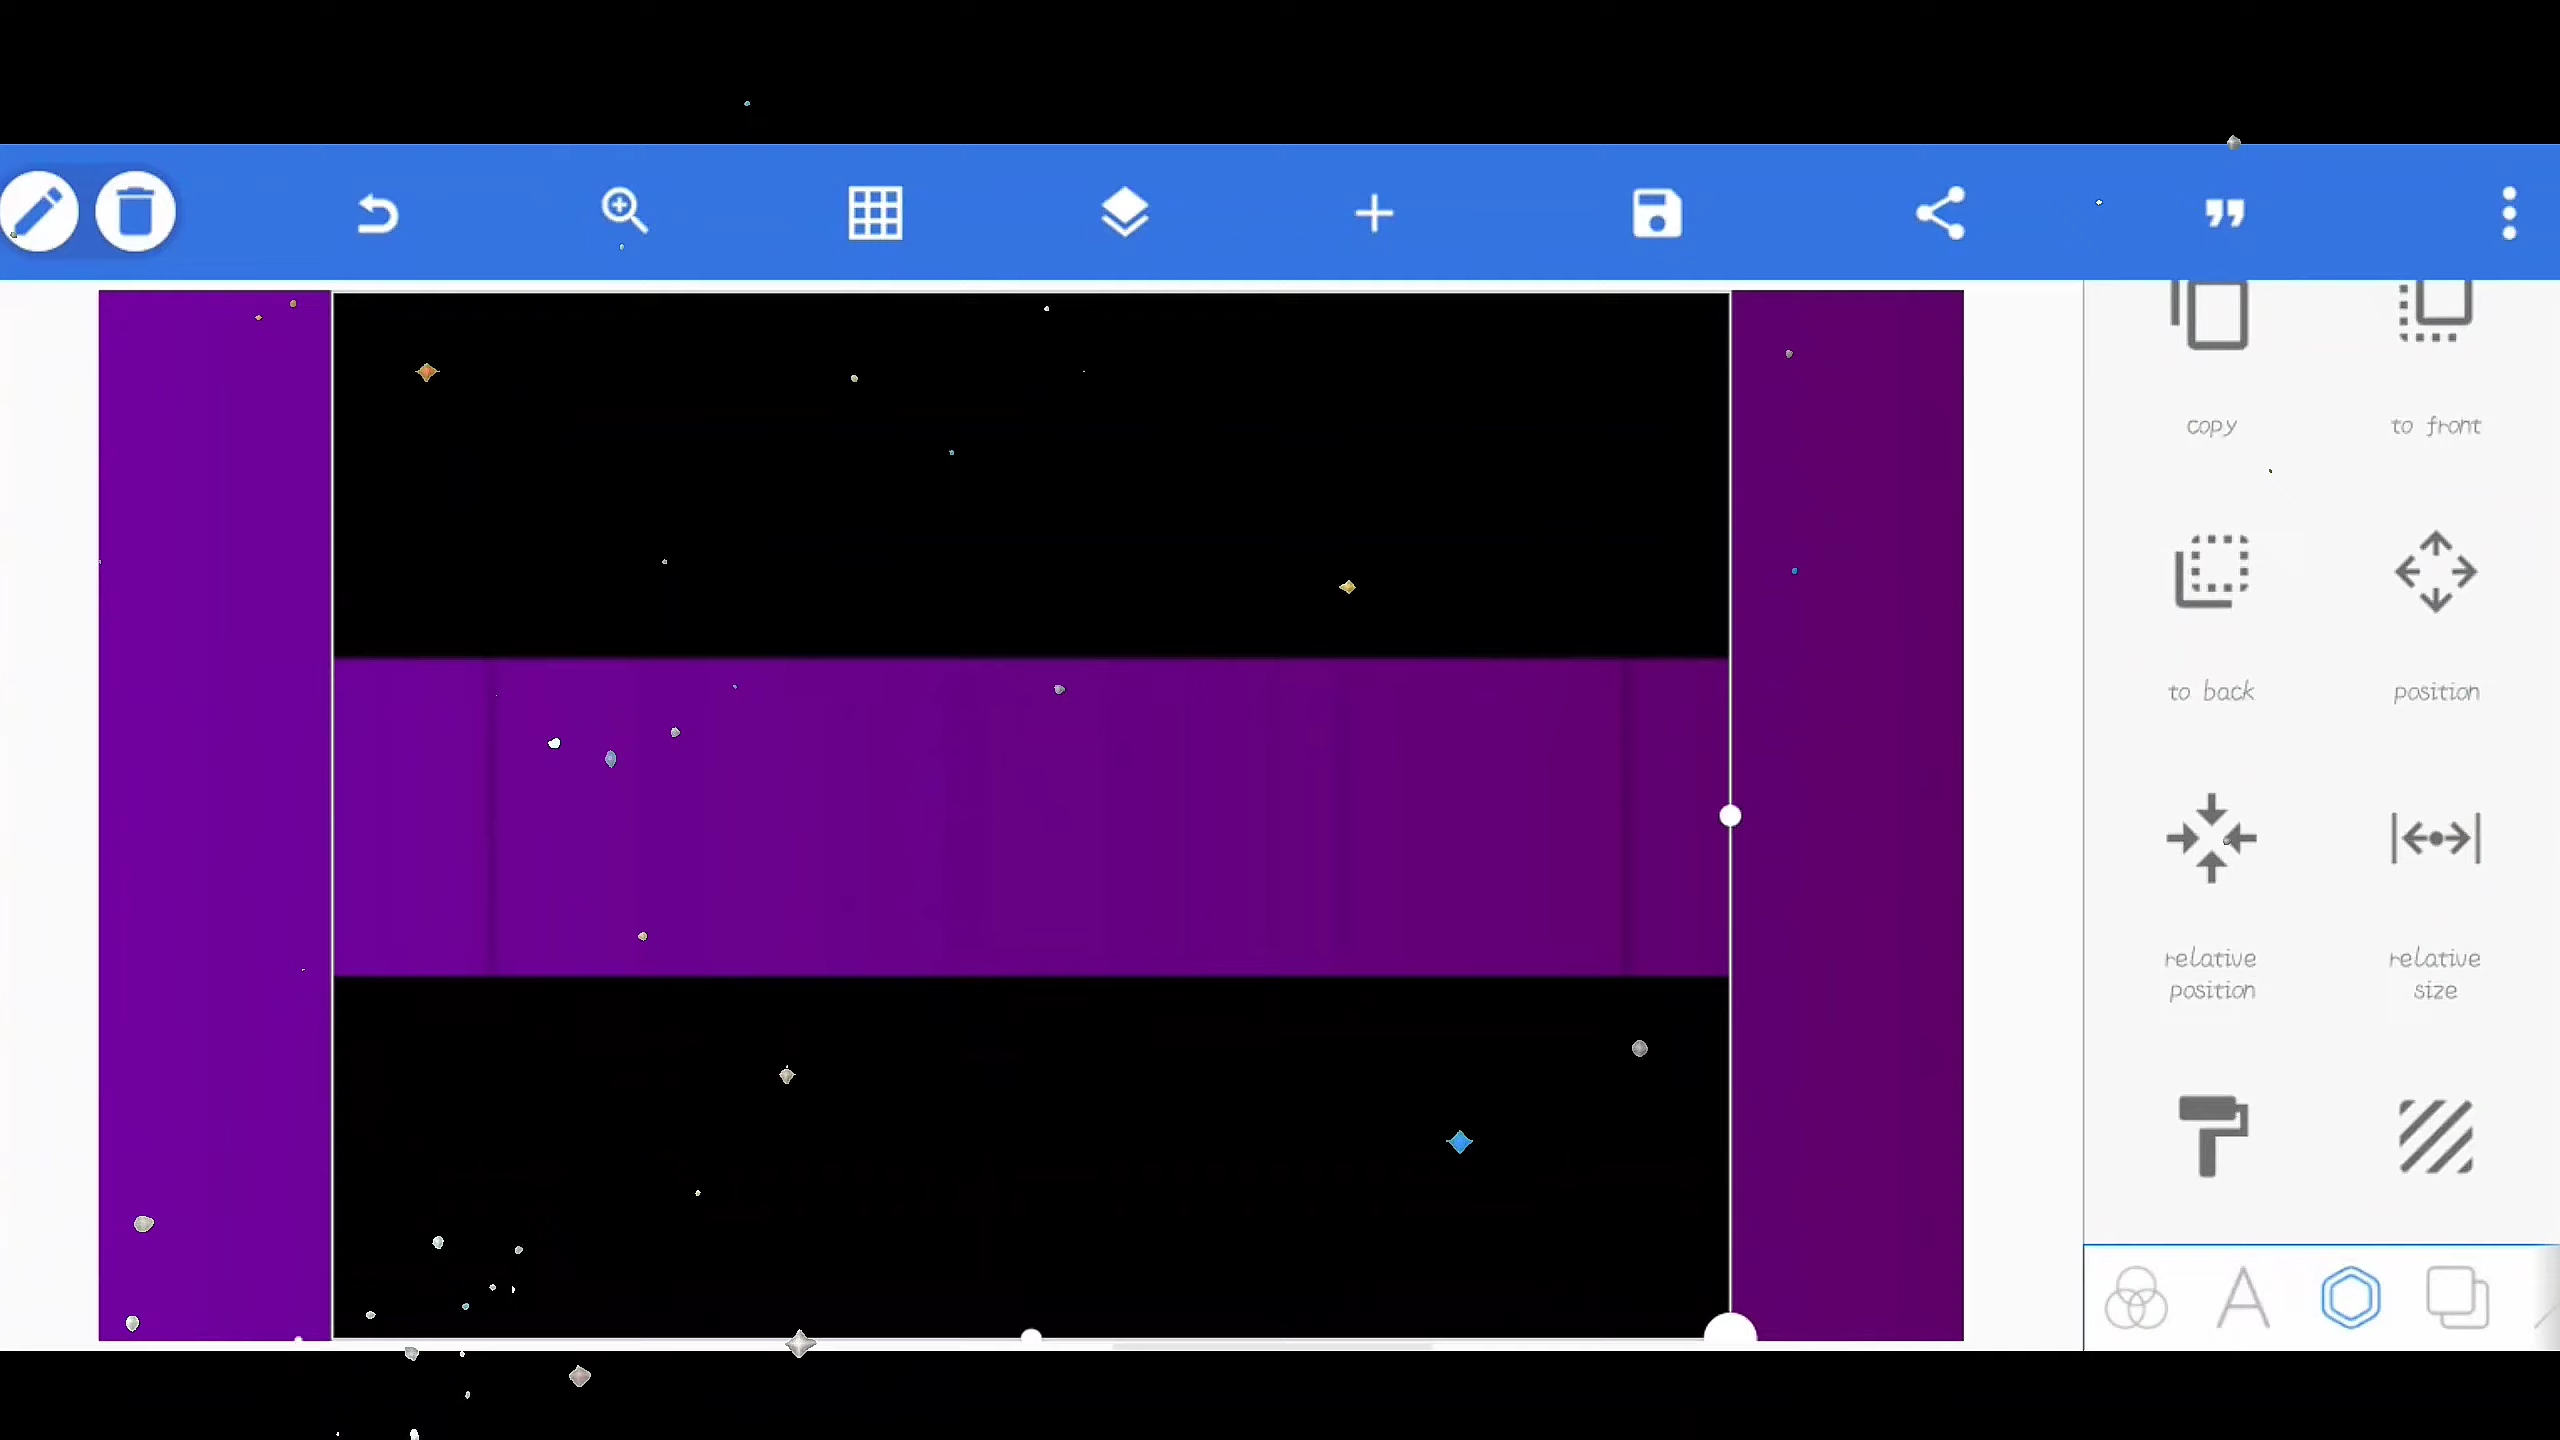 copy
to front
to back
position
relative
position
relative
size